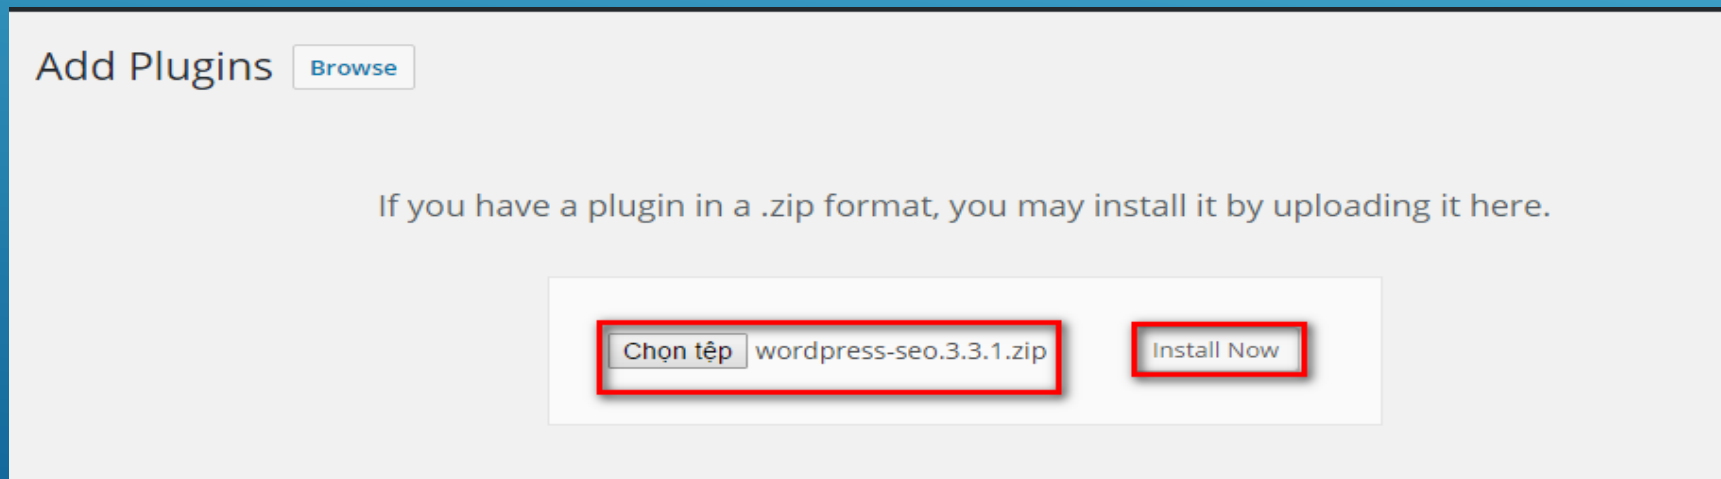 Add Plugins Browse
If you have a plugin in a .zip format, you may install it by uploading it here.
Chọn tệp wordpress-seo.3.3.1.zip Install Now